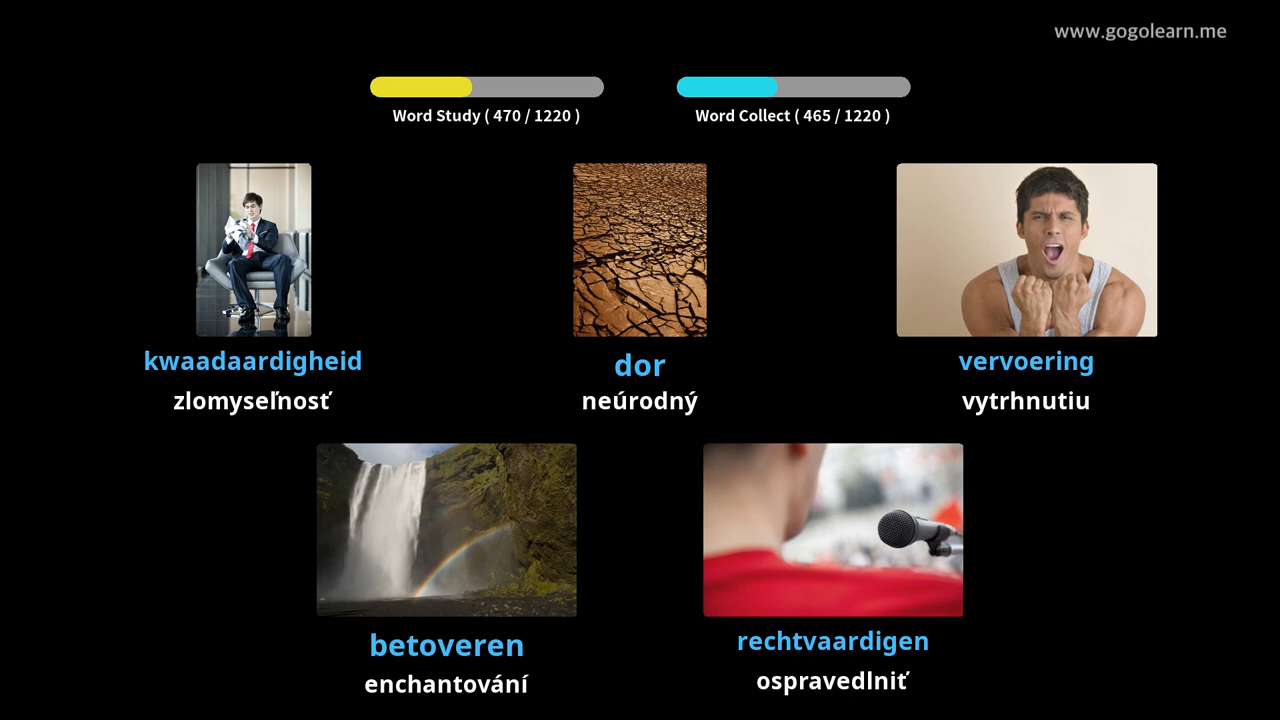 www.gogolearn.me
Word Study ( 470 / 1220 )
Word Collect ( 465 / 1220 )
kwaadaardigheid
zlomyseľnosť
dor
neúrodný
vervoering
vytrhnutiu
betoveren
enchantování
rechtvaardigen
ospravedlniť